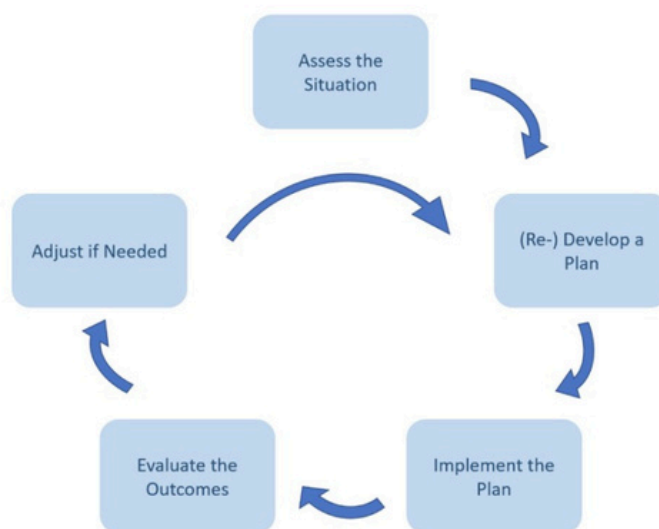 Assess the
Situation
(Re-) Develop a
Plan
Implement the
Plan
Evaluate the
Outcomes
Adjust if Needed